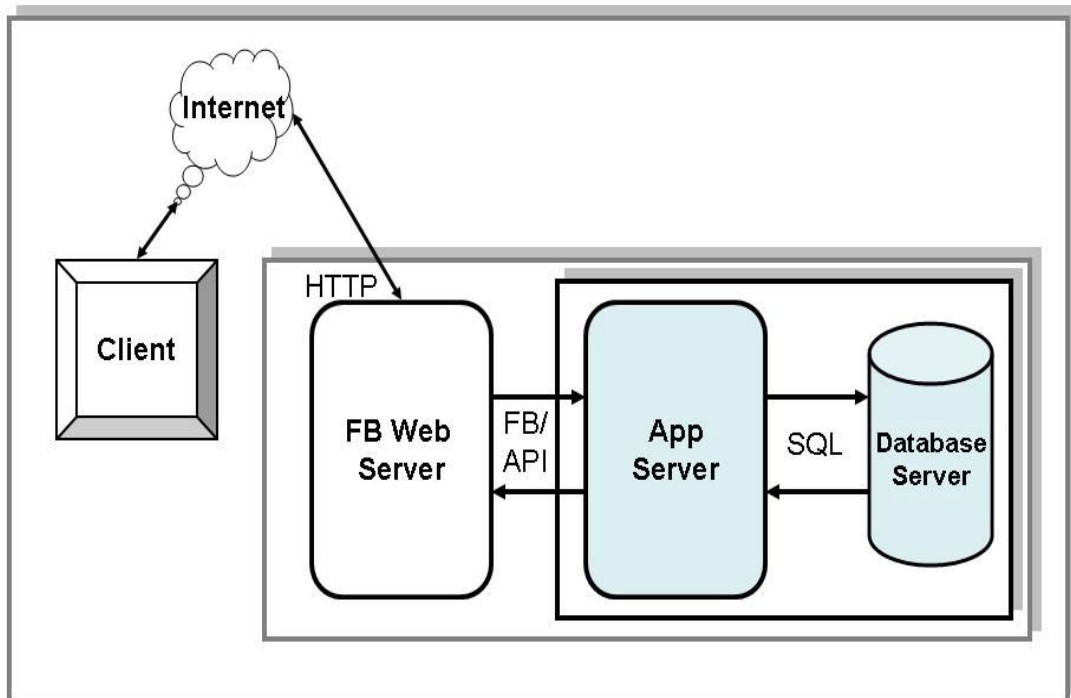 Internet
Client
HTTP
FB Web
Server
FB/
API
App
Server
SQL
Database
Server